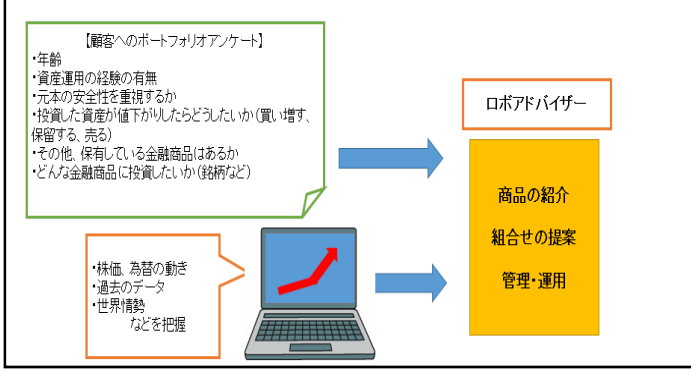 【顧客へのポートフォリオアンケート】
・年齢
・資産運用の経験の有無
・元本の安全性を重視するか
・投資した資産が値下がりしたらどうしたいか(買い増す、
保留する、売る)
・その他、保有している金融商品はあるか
・どんな金融商品に投資したいか(銘柄など)
・株価、為替の動き
・過去のデータ
・世界情勢
などを把握
ロボアドバイザー
商品の紹介
組合せの提案
管理・運用